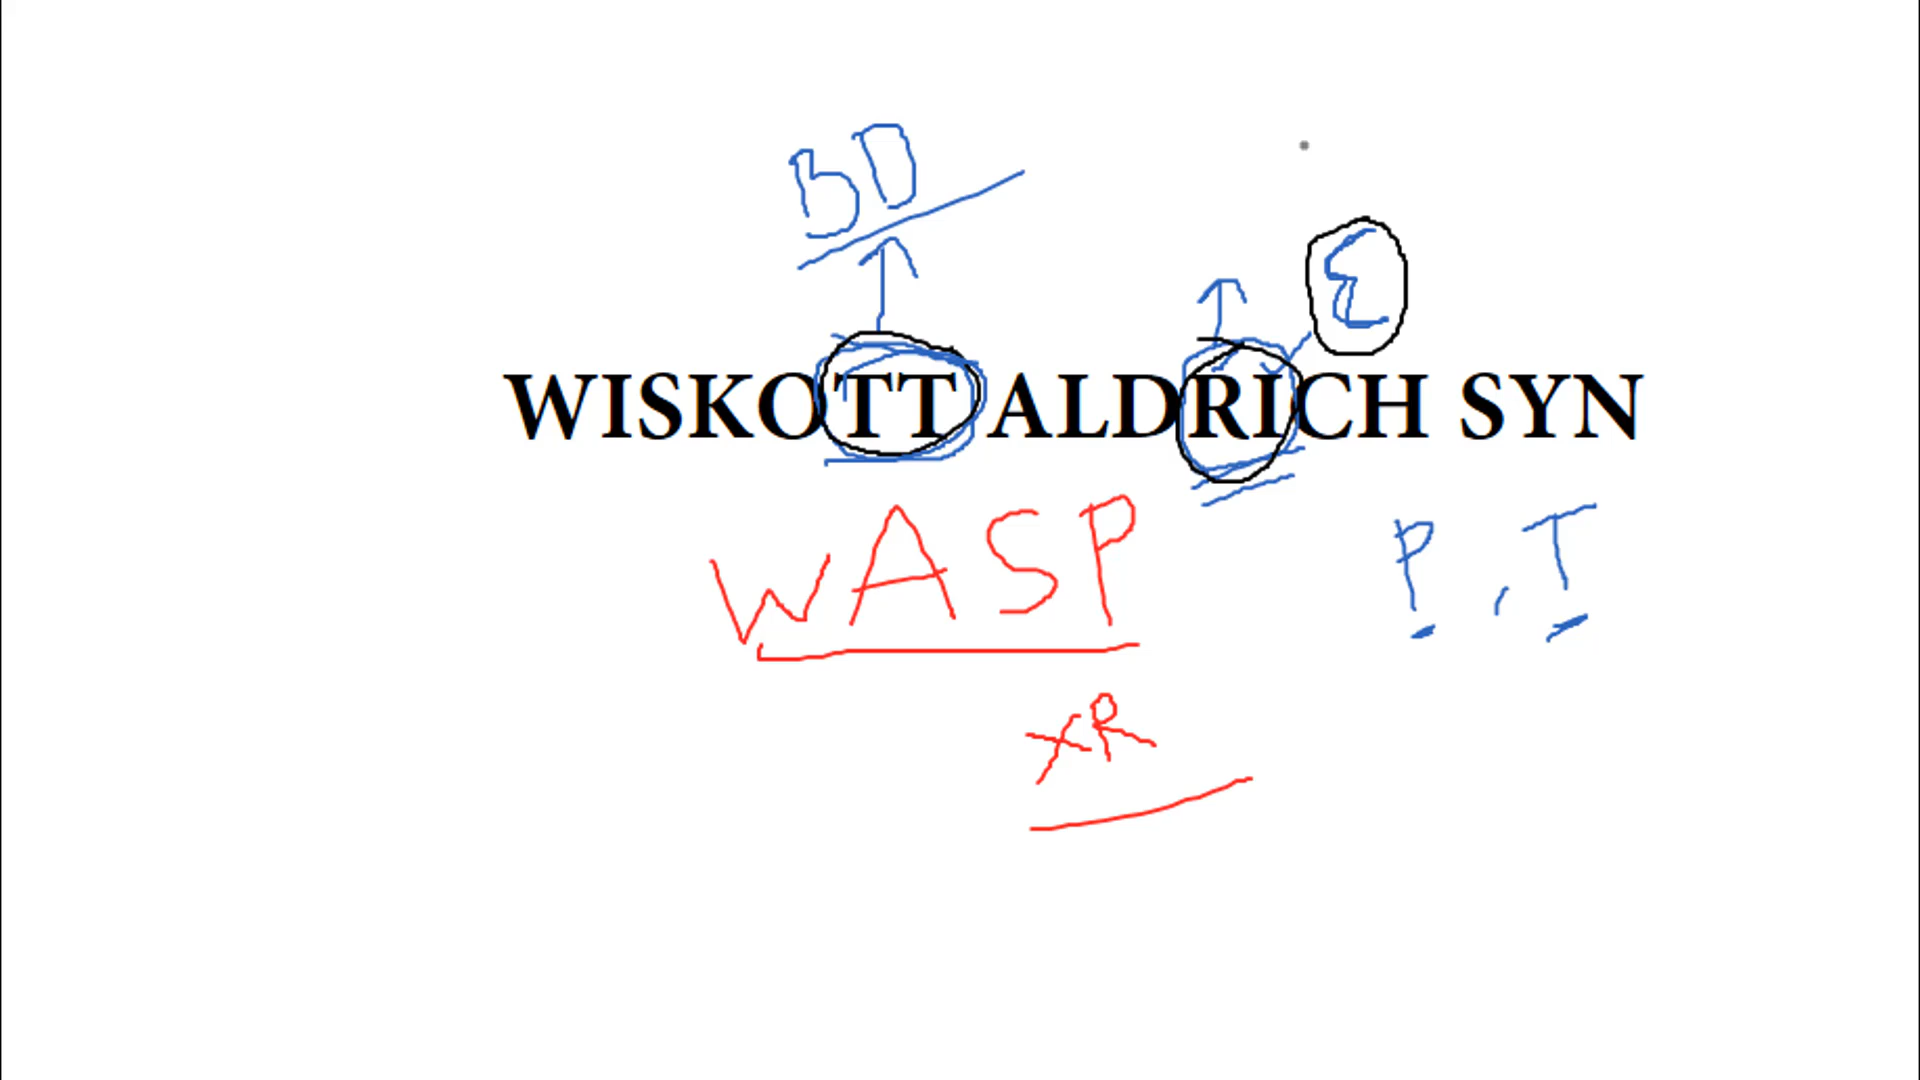 BD
E
WISKOTT ALDRICH SYN
WASP
P, T
XR